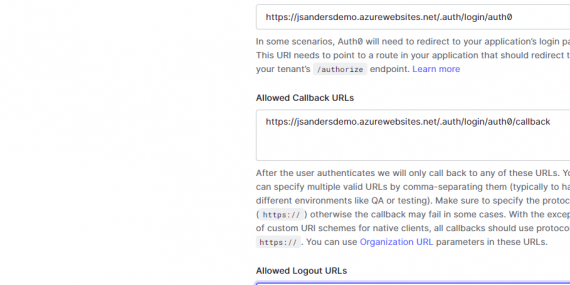 https://jsandersdemo.azurewebsites.net/.auth/login/auth0
In some scenarios, Auth0 will need to redirect to your application's login pa
This URI needs to point to a route in your application that should redirect t
your tenant's /authorize endpoint. Learn more
Allowed Callback URLs
https://jsandersdemo.azurewebsites.net/.auth/login/auth0/callback
After the user authenticates we will only call back to any of these URLs. Yo
can specify multiple valid URLs by comma-separating them (typically to ha
different environments like QA or testing). Make sure to specify the protoc
( https:// ) otherwise the callback may fail in some cases. With the excep
of custom URI schemes for native clients, all callbacks should use protoco
https:// . You can use Organization URL parameters in these URLs.
Allowed Logout URLs